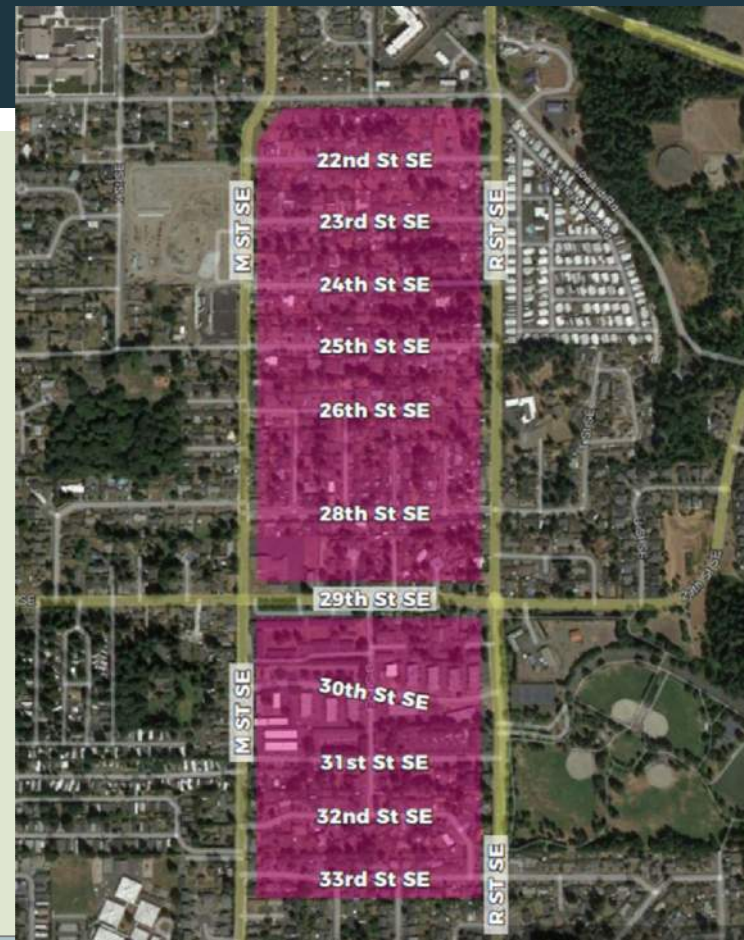 22nd St SE
M ST SE
R ST SE
23rd St SE
24th St SE
25th St SE
26th St SE
28th St SE
29th St SE
30th St SE
M ST SE
31st St SE
32nd St SE
33rd St SE
R ST SE